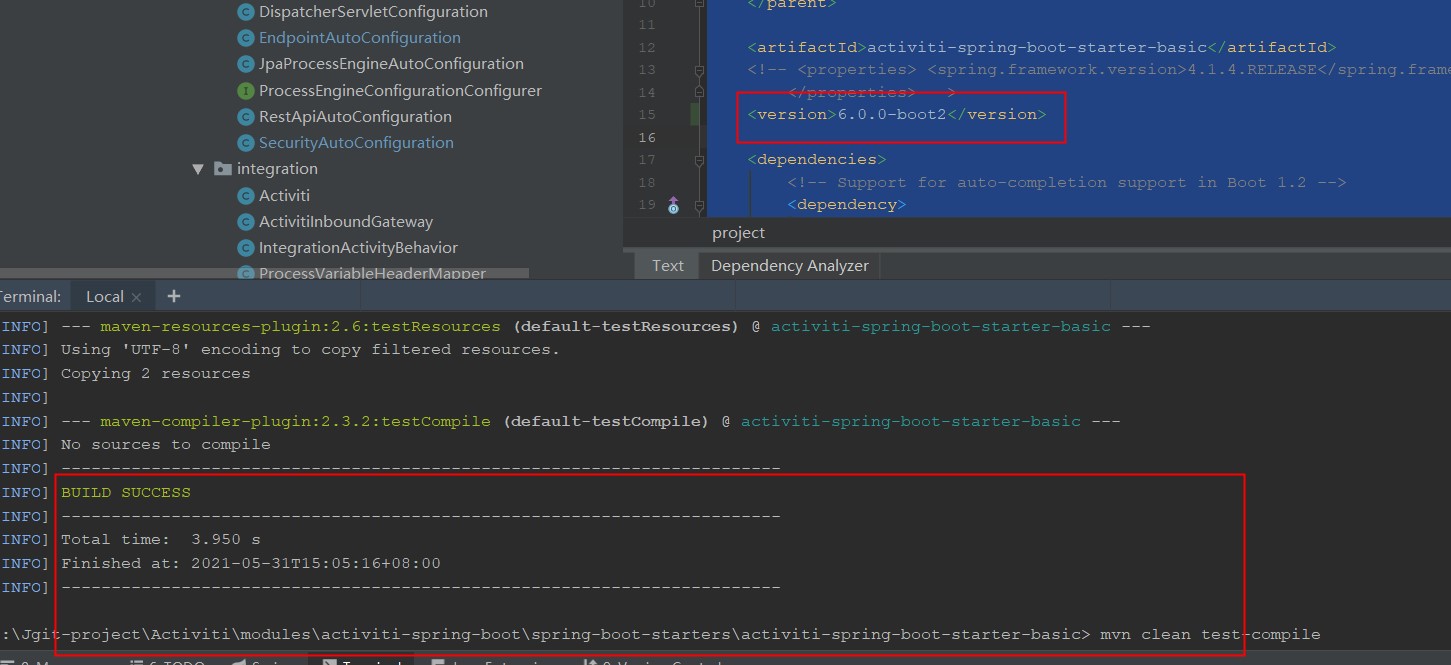 DispatcherServletConfiguration
EndpointAutoConfiguration
JpaProcessEngineAutoConfiguration
ProcessEngineConfigurationConfigurer
RestApiAutoConfiguration
SecurityAutoConfiguration
integration
Activiti
ActivitiInboundGateway
IntegrationActivityBehavior
ProcessVariableHeaderMapper
10 </parent>
11
12 <artifactId>activiti-spring-boot-starter-basic</artifactId>
13 <!-- <properties> <spring.framework.version>4.1.4.RELEASE</spring.frame
14 </properties> -->
15 <version>6.0.0-boot2</version>
16
17 <dependencies>
18 <!-- Support for auto-completion support in Boot 1.2 -->
19 <dependency>
project
Text Dependency Analyzer
Terminal: Local × +
INFO] --- maven-resources-plugin:2.6:testResources (default-testResources) @ activiti-spring-boot-starter-basic ---
INFO] Using 'UTF-8' encoding to copy filtered resources.
INFO] Copying 2 resources
INFO]
INFO] --- maven-compiler-plugin:2.3.2:testCompile (default-testCompile) @ activiti-spring-boot-starter-basic ---
INFO] No sources to compile
INFO] ------------------------------------------------------------------------
INFO] BUILD SUCCESS
INFO] ------------------------------------------------------------------------
INFO] Total time:  3.950 s
INFO] Finished at: 2021-05-31T15:05:16+08:00
INFO] ------------------------------------------------------------------------
:\Jgit-project\Activiti\modules\activiti-spring-boot\spring-boot-starters\activiti-spring-boot-starter-basic> mvn clean test-compile